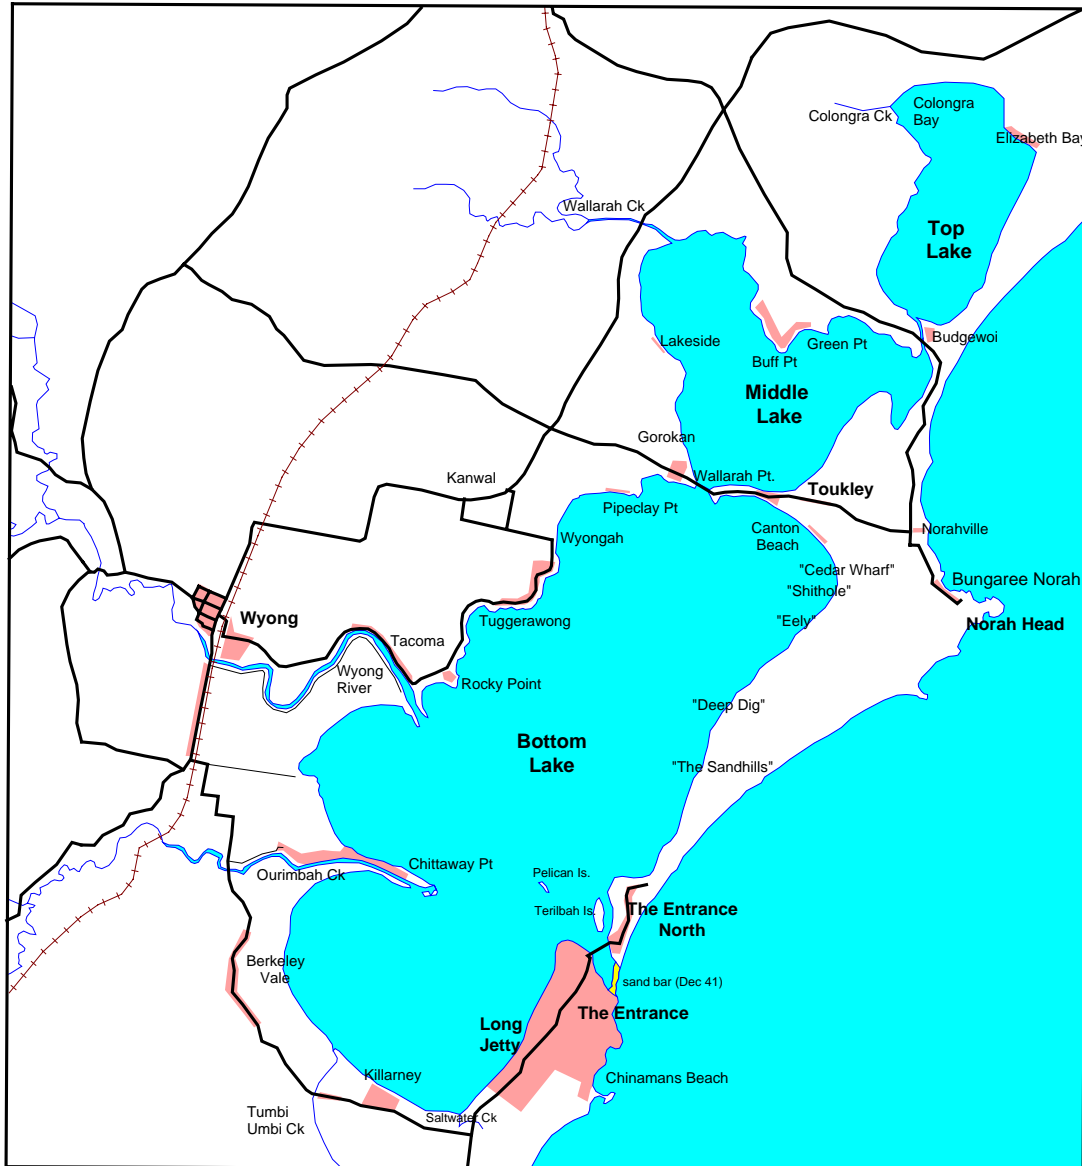 Colongra Ck
Colongra
Bay
Elizabeth Bay
Wallarah Ck
Top
Lake
Lakeside
Buff Pt
Green Pt
Budgewoi
Middle
Lake
Gorokan
Wallarah Pt.
Kanwal
Toukley
Pipeclay Pt
Canton
Beach
Norahville
Wyongah
"Cedar Wharf"
"Shithole"
Bungaree Norah
"Eely"
Norah Head
Wyong
Tuggerawong
Tacoma
Wyong
River
Rocky Point
"Deep Dig"
Bottom
Lake
"The Sandhills"
Ourimbah Ck
Chittaway Pt
Pelican Is.
Terilbah Is.
The Entrance
North
Berkeley
Vale
sand bar (Dec 41)
The Entrance
Long
Jetty
Killarney
Chinamans Beach
Tumbi
Umbi Ck
Saltwater Ck